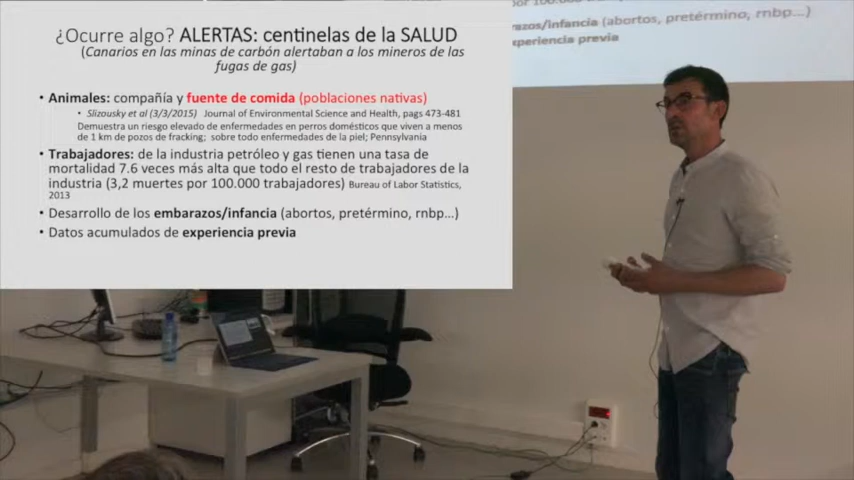 ¿Ocurre algo? ALERTAS: centinelas de la SALUD
(Canarios en las minas de carbón alertaban a los mineros de las
fugas de gas)
• Animales: compañía y fuente de comida (poblaciones nativas)
• Slizousky et al (3/3/2015) Journal of Environmental Science and Health, pags 473-481
Demuestra un riesgo elevado de enfermedades en perros domésticos que viven a menos
de 1 km de pozos de fracking; sobre todo enfermedades de la piel; Pennsylvania
• Trabajadores: de la industria petróleo y gas tienen una tasa de
mortalidad 7.6 veces más alta que todo el resto de trabajadores de la
industria (3,2 muertes por 100.000 trabajadores) Bureau of Labor Statistics,
2013
• Desarrollo de los embarazos/infancia (abortos, pretérmino, rnbp...)
• Datos acumulados de experiencia previa
por 100.000
razos/infancia (abortos, pretérmino, rnbp...)
xperiencia previa